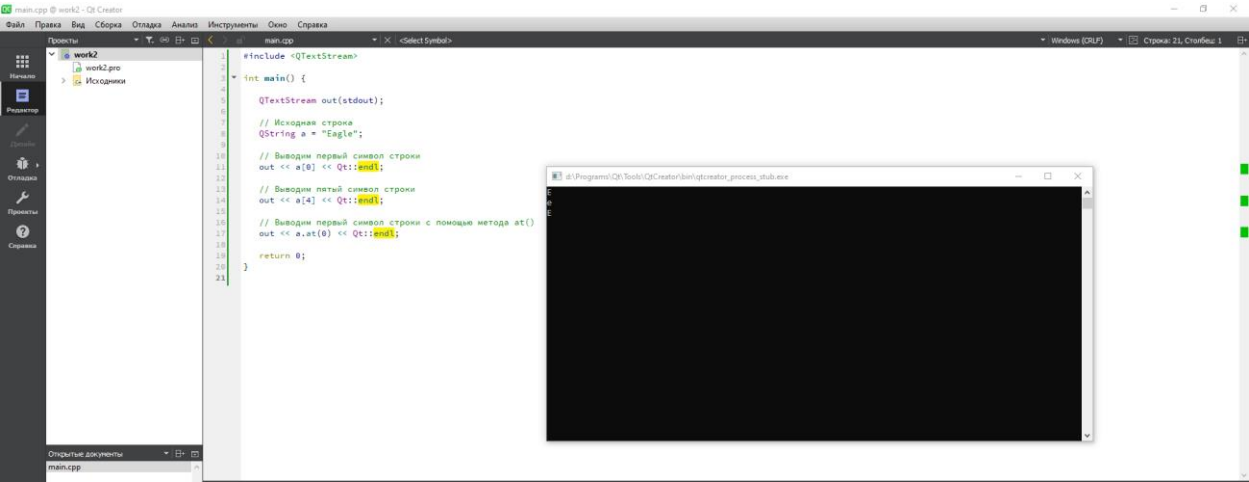 main.cpp @ work2 - Qt Creator
Файл Правка Вид Сборка Отладка Анализ Инструменты Окно Справка
Проекты
main.cpp
<Select Symbol>
Windows (CRLF)
Строка: 21, Столбец: 1
Начало
Редактор
Дизайн
Отладка
Проекты
Справка
work2
work2.pro
Исходники
1 #include <QTextStream>
2
3 int main() {
4
5 QTextStream out(stdout);
6
7 // Исходная строка
8 QString a = "Eagle";
9
10 // Выводим первый символ строки
11 out << a[0] << Qt::endl;
12
13 // Выводим пятый символ строки
14 out << a[4] << Qt::endl;
15
16 // Выводим первый символ строки с помощью метода at()
17 out << a.at(0) << Qt::endl;
18
19 return 0;
20 }
21
d:\Programs\Qt\Tools\QtCreator\bin\qtcreator_process_stub.exe
E
e
E
Открытые документы
main.cpp